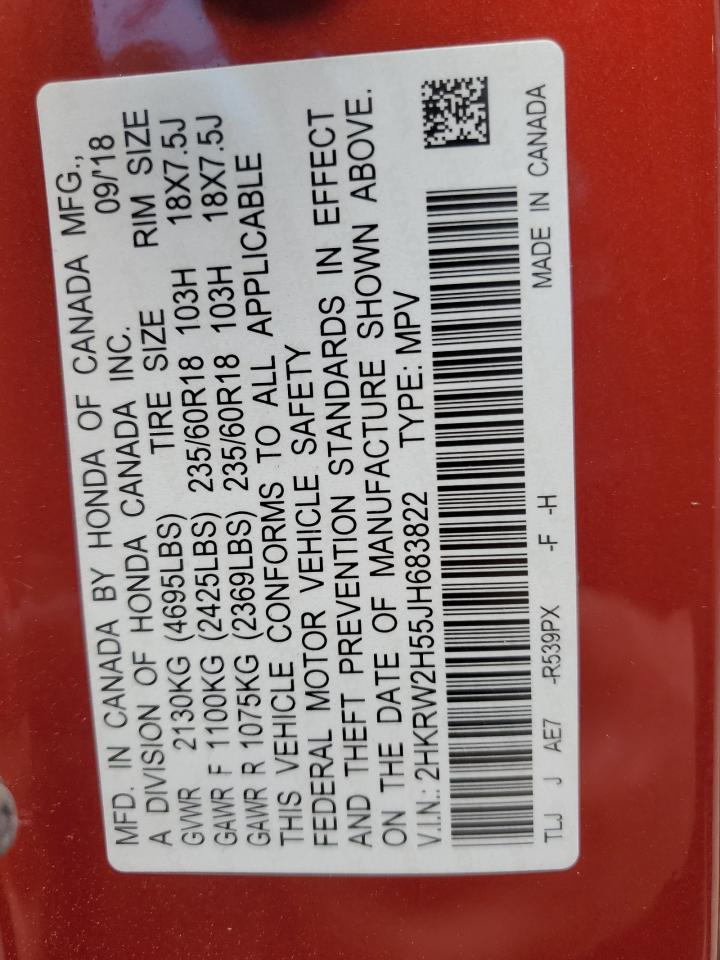 MFD. IN CANADA BY HONDA OF CANADA MFG.,
A DIVISION OF HONDA CANADA INC. 09/'18
GVWR 2130KG (4695LBS) TIRE SIZE RIM SIZE
GAWR F 1100KG (2425LBS) 235/60R18 103H 18X7.5J
GAWR R 1075KG (2369LBS) 235/60R18 103H 18X7.5J
THIS VEHICLE CONFORMS TO ALL APPLICABLE
FEDERAL MOTOR VEHICLE SAFETY
AND THEFT PREVENTION STANDARDS IN EFFECT
ON THE DATE OF MANUFACTURE SHOWN ABOVE.
V.I.N.: 2HKRW2H55JH683822 TYPE: MPV
TLJ J AE7 -R539PX -F -H MADE IN CANADA